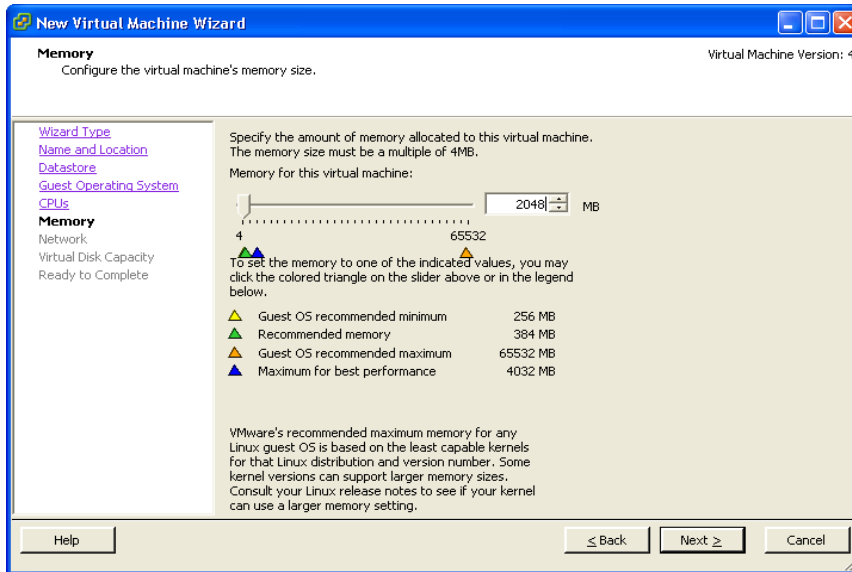 New Virtual Machine Wizard
Memory
Configure the virtual machine's memory size.
Virtual Machine Version: 4
Wizard Type
Name and Location
Datastore
Guest Operating System
CPUs
Memory
Network
Virtual Disk Capacity
Ready to Complete
Specify the amount of memory allocated to this virtual machine.
The memory size must be a multiple of 4MB.
Memory for this virtual machine:
2048 MB
4 65532
To set the memory to one of the indicated values, you may
click the colored triangle on the slider above or in the legend
below.
Guest OS recommended minimum 256 MB
Recommended memory 384 MB
Guest OS recommended maximum 65532 MB
Maximum for best performance 4032 MB
VMware's recommended maximum memory for any
Linux guest OS is based on the least capable kernels
for that Linux distribution and version number. Some
kernel versions can support larger memory sizes.
Consult your Linux release notes to see if your kernel
can use a larger memory setting.
Help < Back Next > Cancel